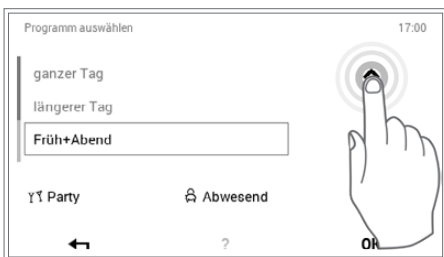 Programm auswählen 17:00
ganzer Tag
längerer Tag
Früh+Abend
Party Abwesend
? OK